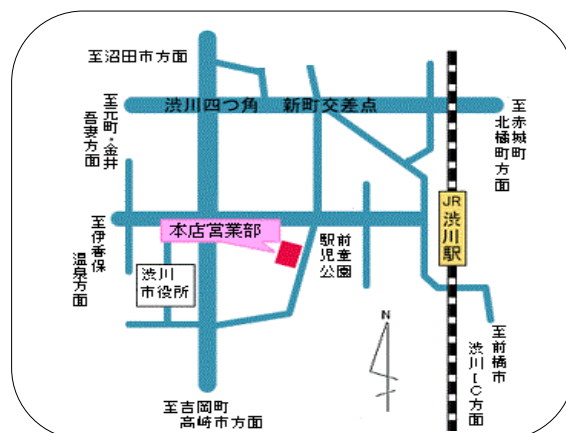 至沼田市方面
渋川四つ角　新町交差点
至元町・金井
吾妻方面
至赤城町
北橘町方面
JR渋川駅
本店営業部
至伊香保
温泉方面
駅前
児童
公園
渋川
市役所
N
至前橋市
渋川IC方面
至吉岡町
高崎市方面